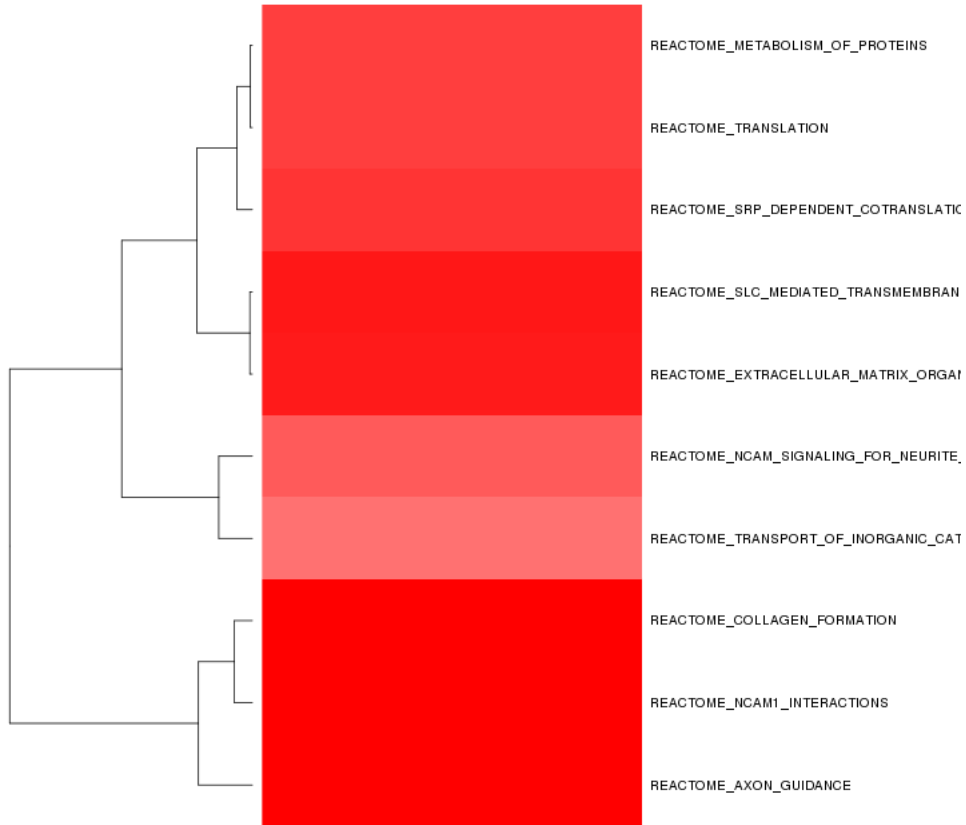 REACTOME_METABOLISM_OF_PROTEINS
REACTOME_TRANSLATION
REACTOME_SRP_DEPENDENT_COTRANSLATIO
REACTOME_SLC_MEDIATED_TRANSMEMBRAN
REACTOME_EXTRACELLULAR_MATRIX_ORGAN
REACTOME_NCAM_SIGNALING_FOR_NEURITE_
REACTOME_TRANSPORT_OF_INORGANIC_CAT
REACTOME_COLLAGEN_FORMATION
REACTOME_NCAM1_INTERACTIONS
REACTOME_AXON_GUIDANCE